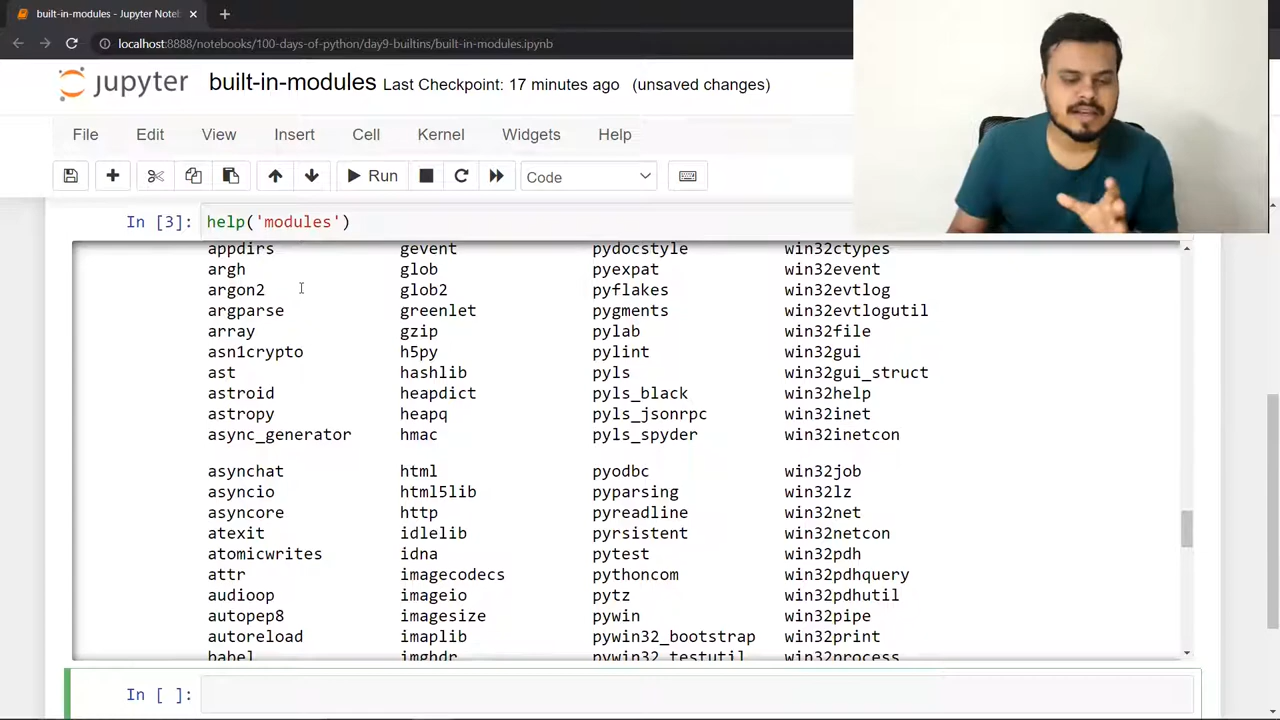 built-in-modules - Jupyter Noteb
localhost:8888/notebooks/100-days-of-python/day9-builtins/built-in-modules.ipynb
jupyter built-in-modules Last Checkpoint: 17 minutes ago (unsaved changes)
File Edit View Insert Cell Kernel Widgets Help
Run Code
In [3]: help('modules')
appdirs gevent pydocstyle win32ctypes
argh glob pyexpat win32event
argon2 glob2 pyflakes win32evtlog
argparse greenlet pygments win32evtlogutil
array gzip pylab win32file
asn1crypto h5py pylint win32gui
ast hashlib pyls win32gui_struct
astroid heapdict pyls_black win32help
astropy heapq pyls_jsonrpc win32inet
async_generator hmac pyls_spyder win32inetcon
asynchat html pyodbc win32job
asyncio html5lib pyparsing win32lz
asyncore http pyreadline win32net
atexit idlelib pyrsistent win32netcon
atomicwrites idna pytest win32pdh
attr imagecodecs pythoncom win32pdhquery
audioop imageio pytz win32pdhutil
autopep8 imagesize pywin win32pipe
autoreload imaplib pywin32_bootstrap win32print
babel imghdr pywin32_testutil win32process
In [ ]: